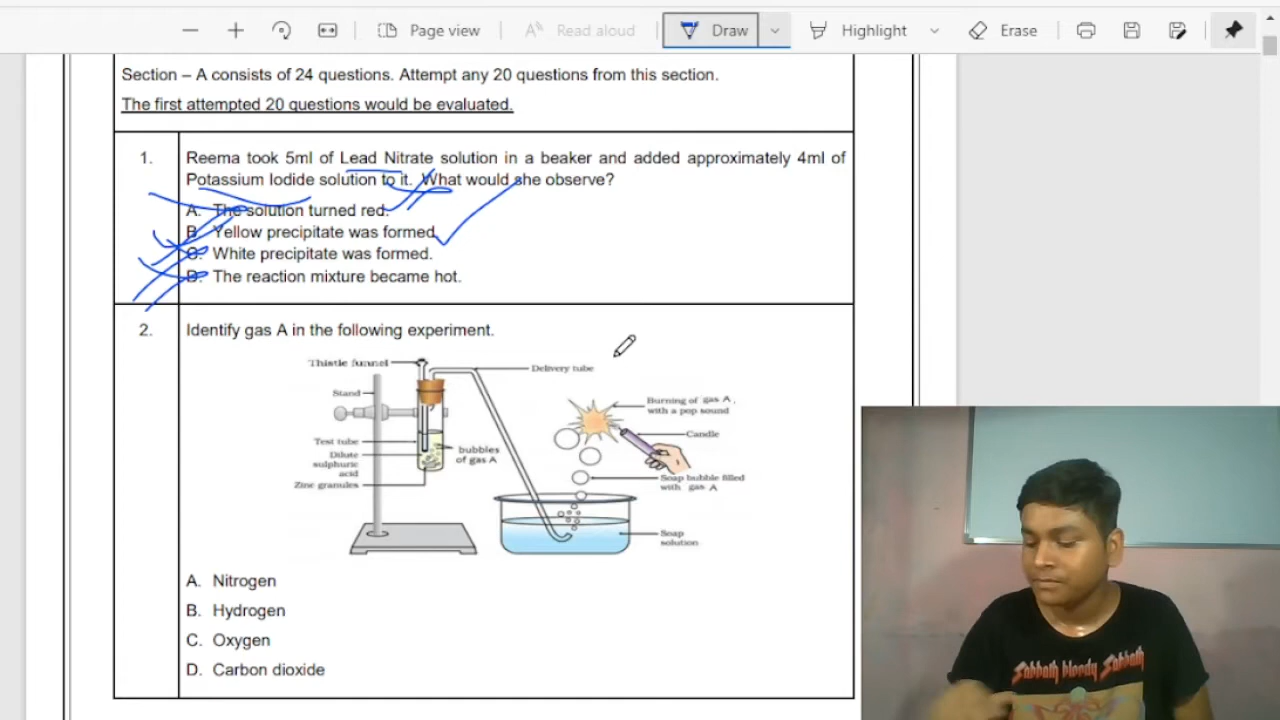 Page view
Read aloud
Draw
Highlight
Erase
Section – A consists of 24 questions. Attempt any 20 questions from this section.
The first attempted 20 questions would be evaluated.
1.
Reema took 5ml of Lead Nitrate solution in a beaker and added approximately 4ml of
Potassium Iodide solution to it. What would she observe?
A. The solution turned red.
B. Yellow precipitate was formed.
C. White precipitate was formed.
D. The reaction mixture became hot.
2.
Identify gas A in the following experiment.
Thistle funnel
Delivery tube
Stand
Burning of gas A,
with a pop sound
Candle
Test tube
Dilute
sulphuric
acid
bubbles
of gas A
Zinc granules
Soap bubble filled
with gas A
Soap
solution
A. Nitrogen
B. Hydrogen
C. Oxygen
D. Carbon dioxide
Sabbath bloody Sabbath